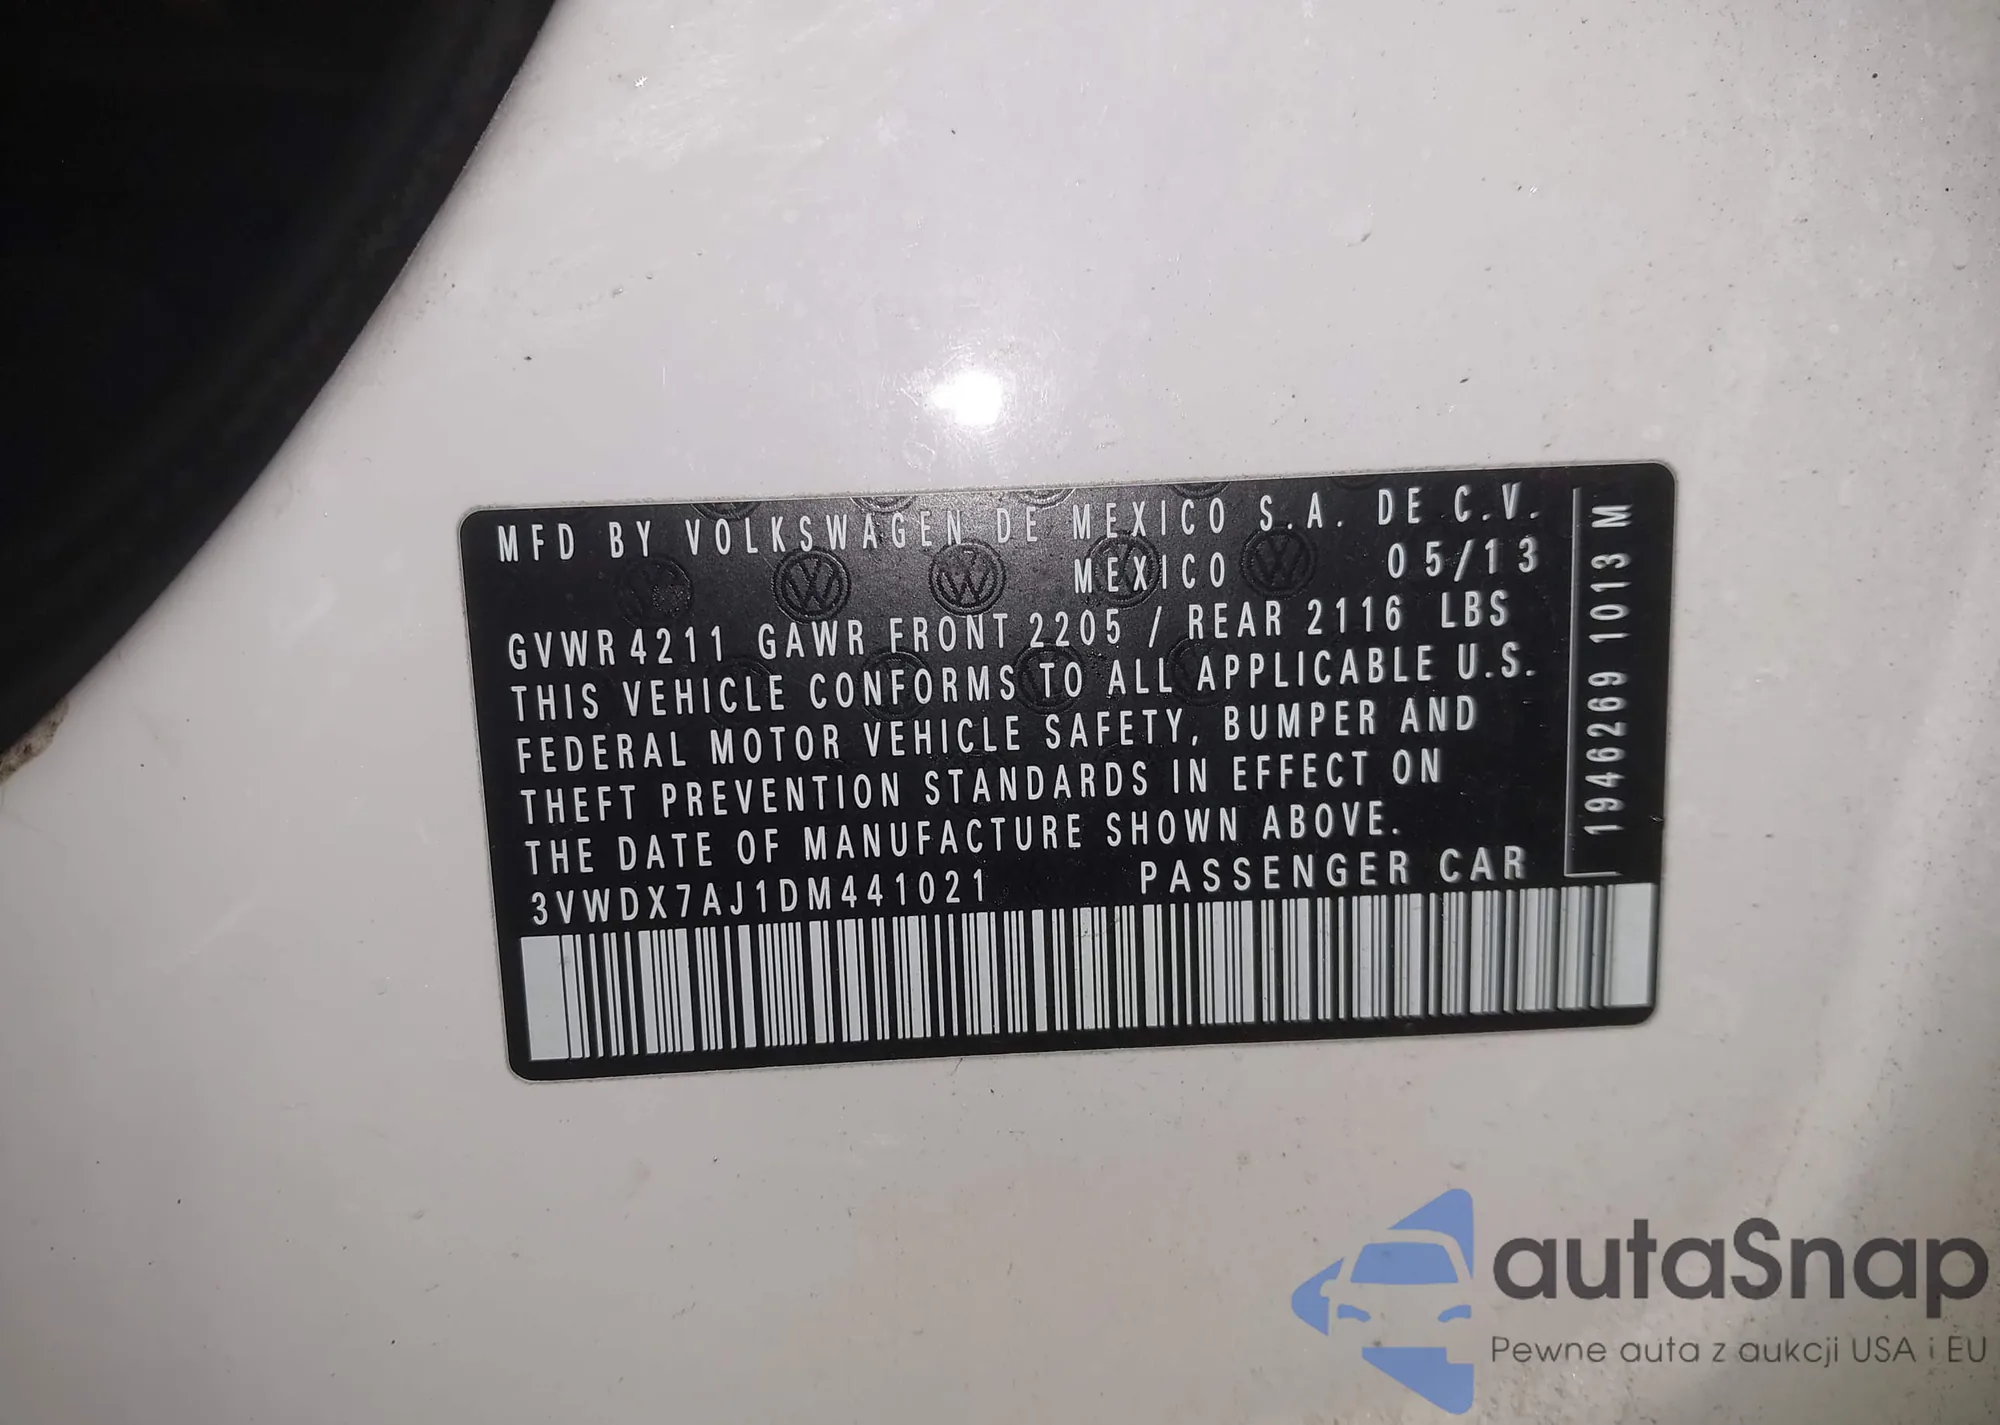 MFD BY VOLKSWAGEN DE MEXICO S.A. DE C.V.
MEXICO 05/13
GVWR 4211 GAWR FRONT 2205 / REAR 2116 LBS
THIS VEHICLE CONFORMS TO ALL APPLICABLE U.S.
FEDERAL MOTOR VEHICLE SAFETY, BUMPER AND
THEFT PREVENTION STANDARDS IN EFFECT ON
THE DATE OF MANUFACTURE SHOWN ABOVE.
3VWDX7AJ1DM441021 PASSENGER CAR
1946269 1013 M
autaSnap
Pewne auta z aukcji USA i EU